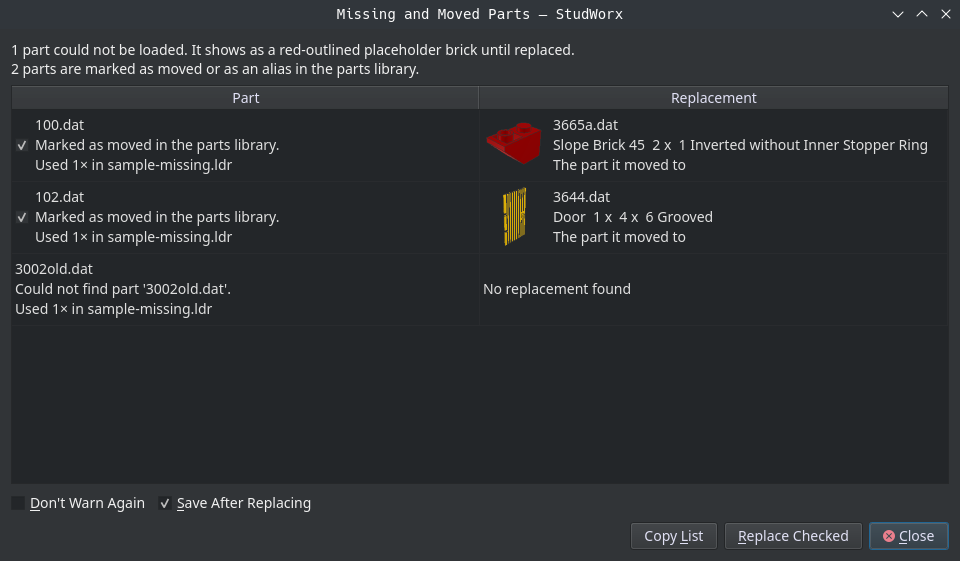 Missing and Moved Parts — StudWorx
1 part could not be loaded. It shows as a red-outlined placeholder brick until replaced.
2 parts are marked as moved or as an alias in the parts library.
Part
Replacement
100.dat
Marked as moved in the parts library.
Used 1× in sample-missing.ldr
3665a.dat
Slope Brick 45  2 x  1 Inverted without Inner Stopper Ring
The part it moved to
102.dat
Marked as moved in the parts library.
Used 1× in sample-missing.ldr
3644.dat
Door  1 x  4 x  6 Grooved
The part it moved to
3002old.dat
Could not find part '3002old.dat'.
Used 1× in sample-missing.ldr
No replacement found
Don't Warn Again
Save After Replacing
Copy List
Replace Checked
Close